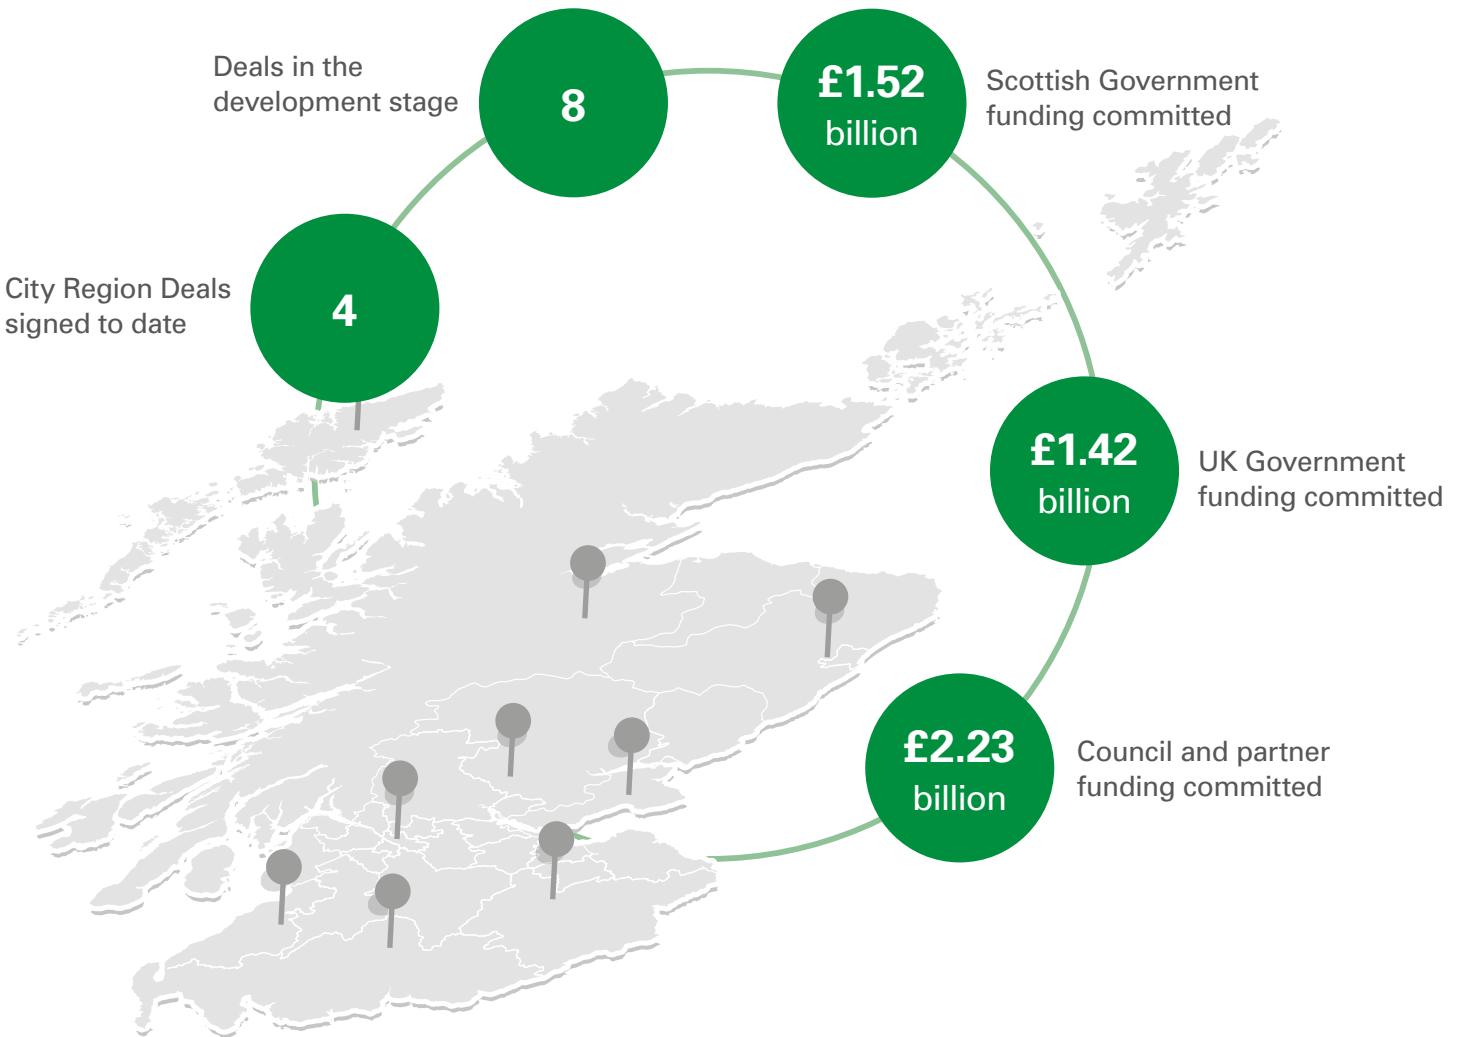 Deals in the
development stage
8
£1.52
billion
Scottish Government
funding committed
City Region Deals
signed to date
4
£1.42
billion
UK Government
funding committed
£2.23
billion
Council and partner
funding committed